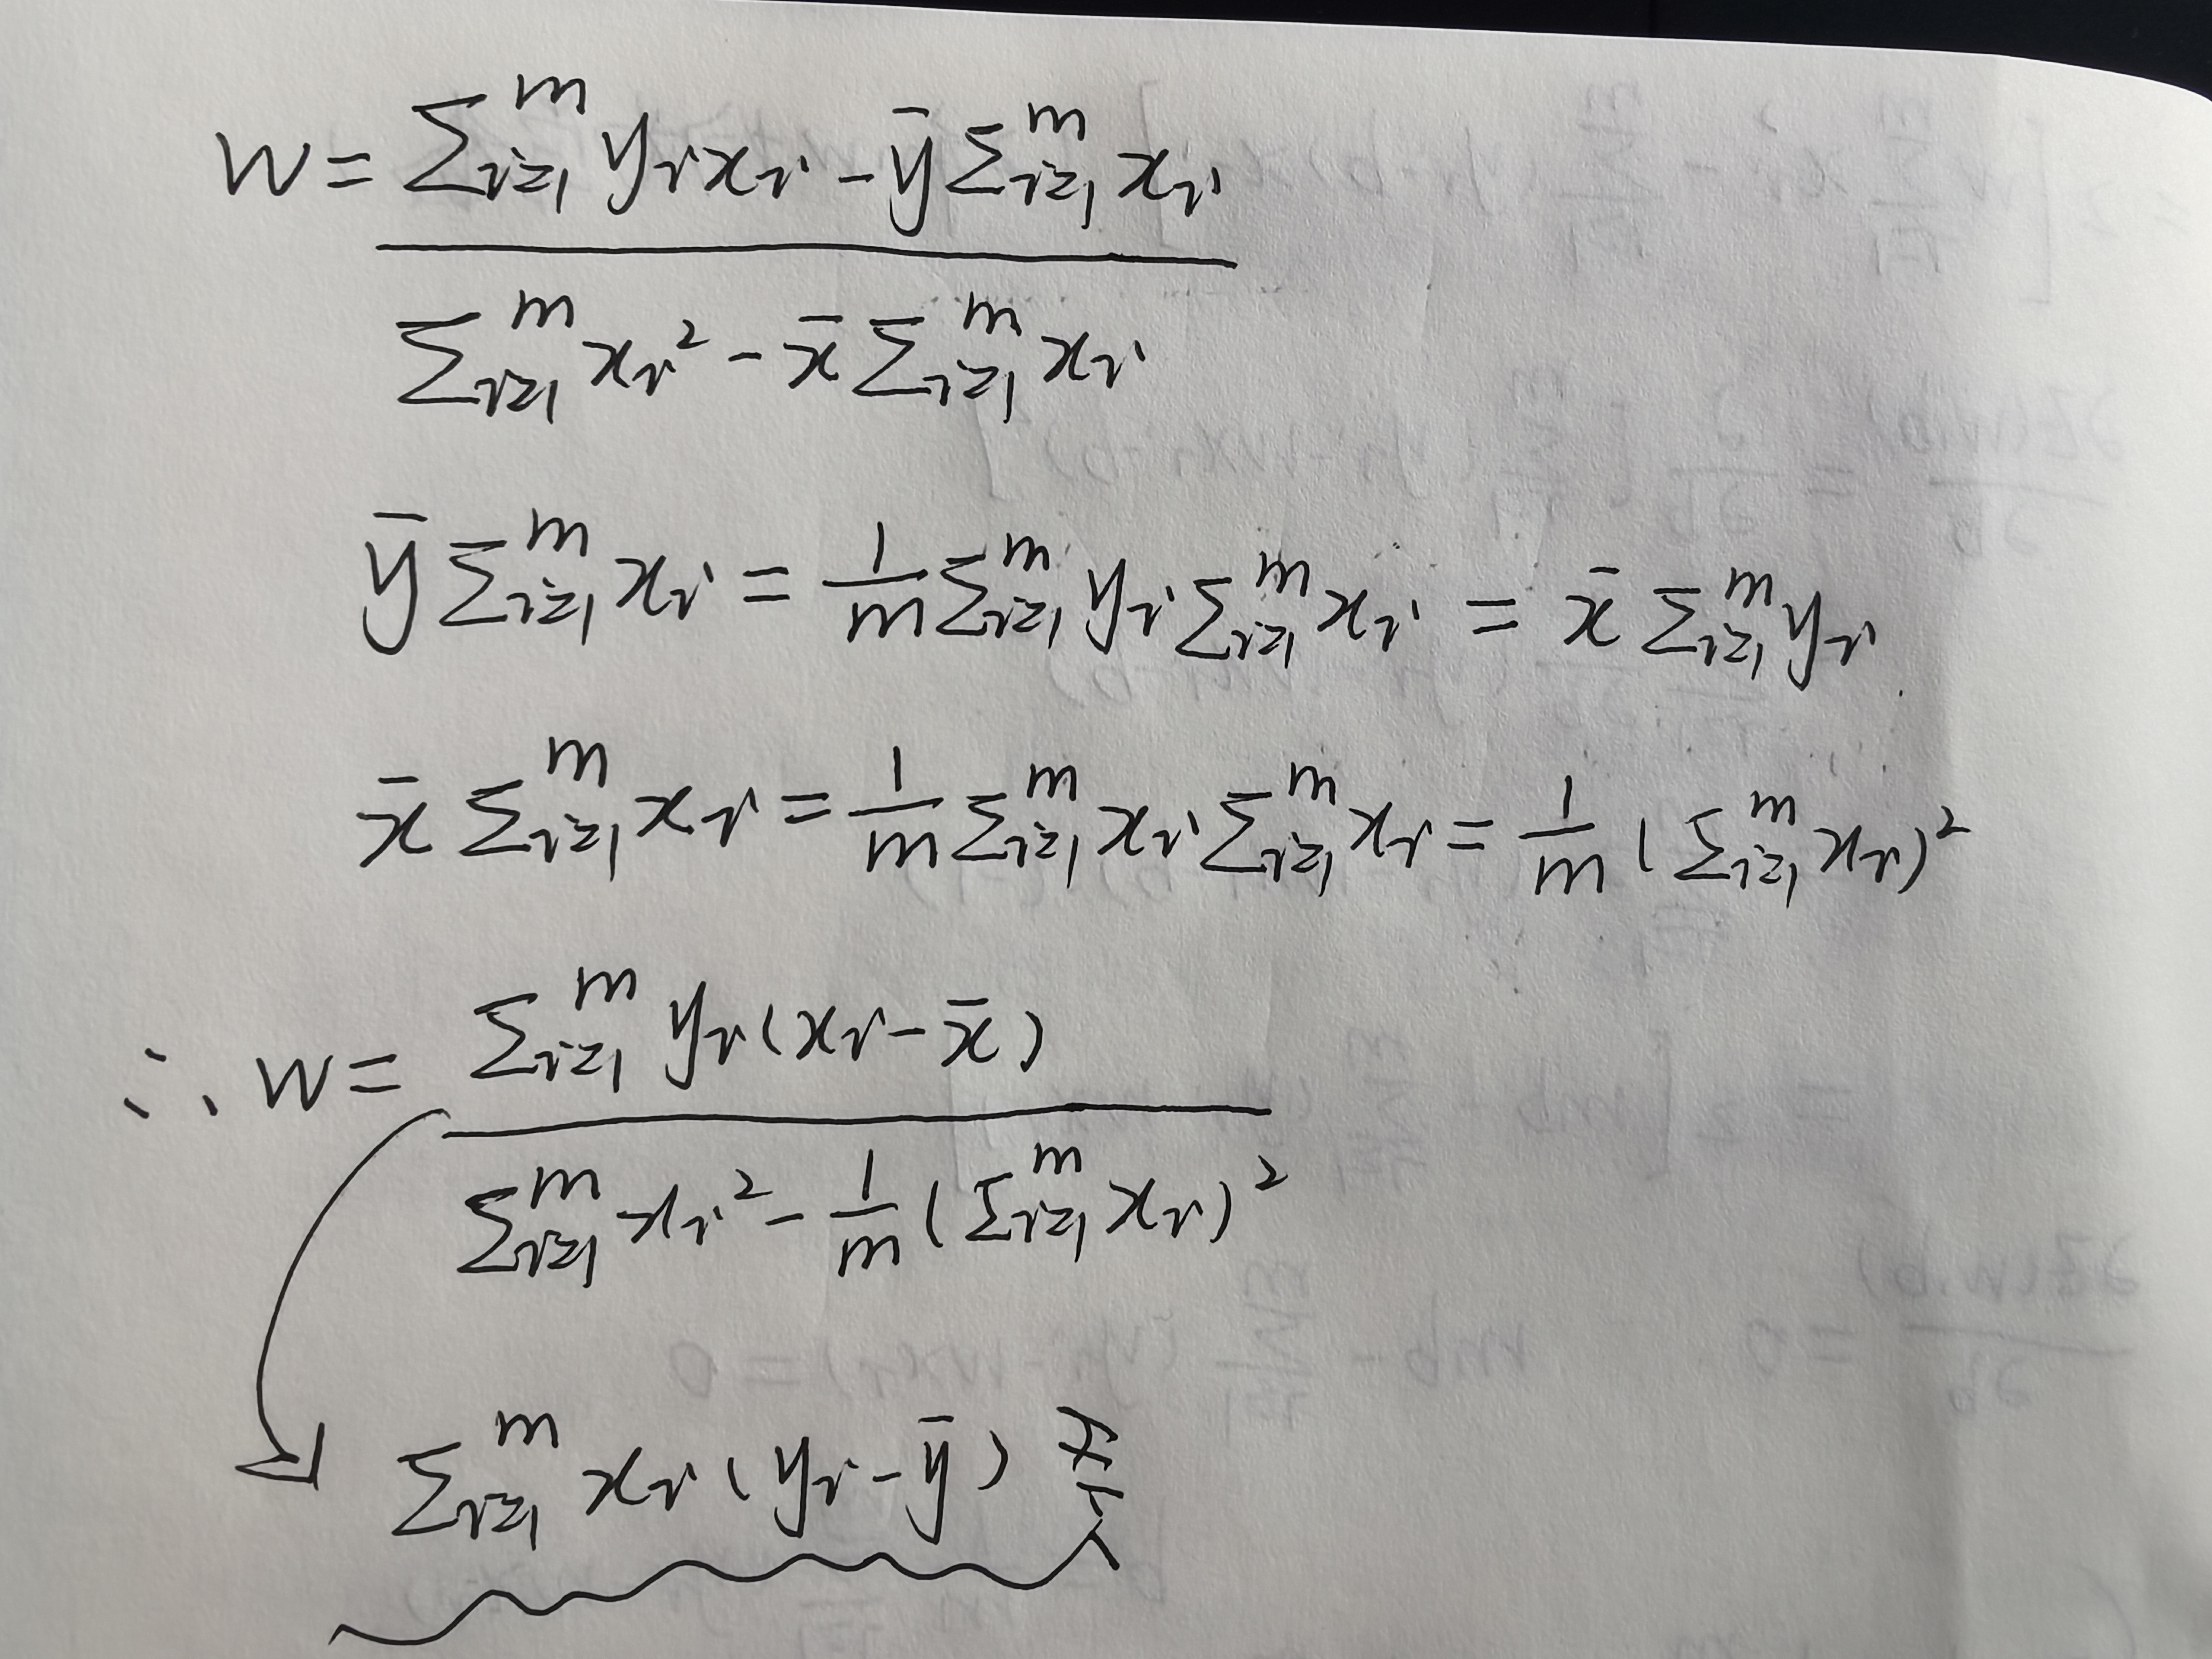 w = \frac{\sum_{i=1}^{m} y_i x_i - \bar{y} \sum_{i=1}^{m} x_i}{\sum_{i=1}^{m} x_i^2 - \bar{x} \sum_{i=1}^{m} x_i}
\bar{y} \sum_{i=1}^{m} x_i = \frac{1}{m} \sum_{i=1}^{m} y_i \sum_{i=1}^{m} x_i = \bar{x} \sum_{i=1}^{m} y_i
\bar{x} \sum_{i=1}^{m} x_i = \frac{1}{m} \sum_{i=1}^{m} x_i \sum_{i=1}^{m} x_i = \frac{1}{m} (\sum_{i=1}^{m} x_i)^2
∴ w = \frac{\sum_{i=1}^{m} y_i (x_i - \bar{x})}{\sum_{i=1}^{m} x_i^2 - \frac{1}{m} (\sum_{i=1}^{m} x_i)^2}
\sum_{i=1}^{m} x_i (y_i - \bar{y})